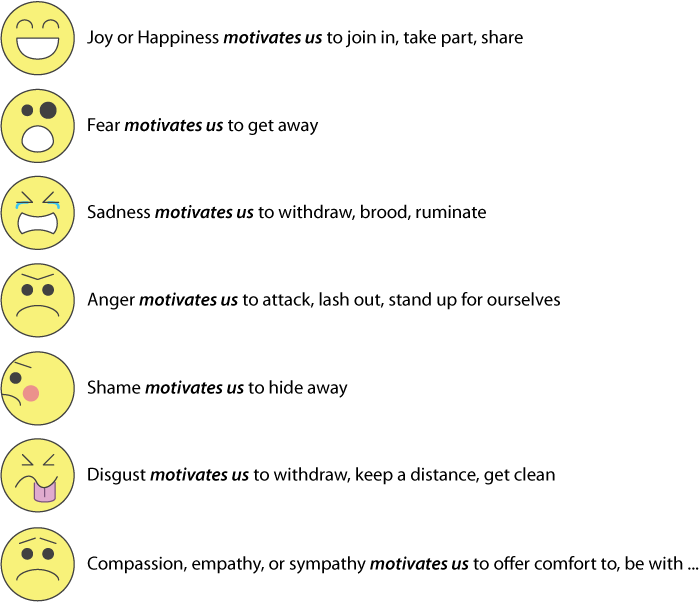 Joy or Happiness motivates us to join in, take part, share
Fear motivates us to get away
Sadness motivates us to withdraw, brood, ruminate
Anger motivates us to attack, lash out, stand up for ourselves
Shame motivates us to hide away
Disgust motivates us to withdraw, keep a distance, get clean
Compassion, empathy, or sympathy motivates us to offer comfort to, be with ...